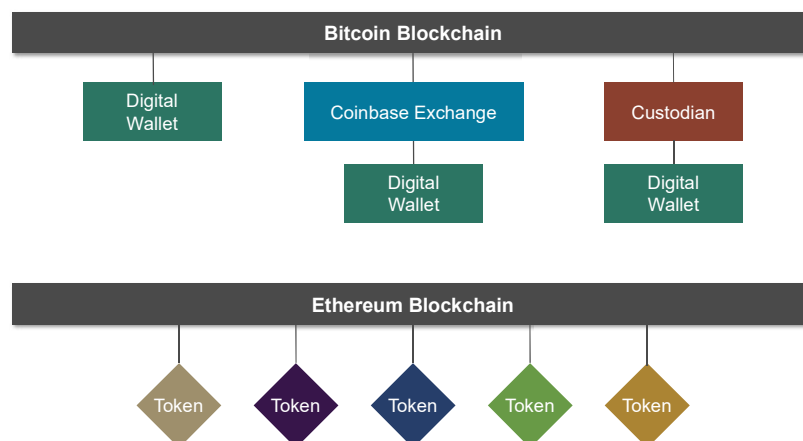 Bitcoin Blockchain
Digital
Wallet
Coinbase Exchange
Custodian
Digital
Wallet
Digital
Wallet
Ethereum Blockchain
Token
Token
Token
Token
Token